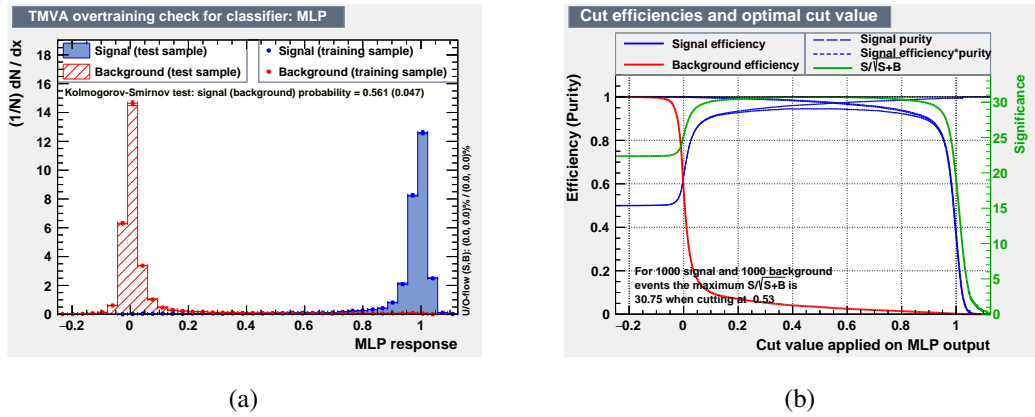 TMVA overtraining check for classifier: MLP
(1/N) dN / dx
18
16
14
12
10
8
6
4
2
0
Signal (test sample)
Background (test sample)
Signal (training sample)
Background (training sample)
Kolmogorov-Smirnov test: signal (background) probability = 0.561 (0.047)
U/O-flow (S,B): (0.0, 0.0)% / (0.0, 0.0)%
−0.2 0 0.2 0.4 0.6 0.8 1
MLP response
(a)
Cut efficiencies and optimal cut value
Signal efficiency
Background efficiency
Signal purity
Signal efficiency*purity
S/√S+B
Efficiency (Purity)
1
0.8
0.6
0.4
0.2
0
30
25
20
15
10
5
0
Significance
For 1000 signal and 1000 background
events the maximum S/√S+B is
30.75 when cutting at 0.53
−0.2 0 0.2 0.4 0.6 0.8 1
Cut value applied on MLP output
(b)